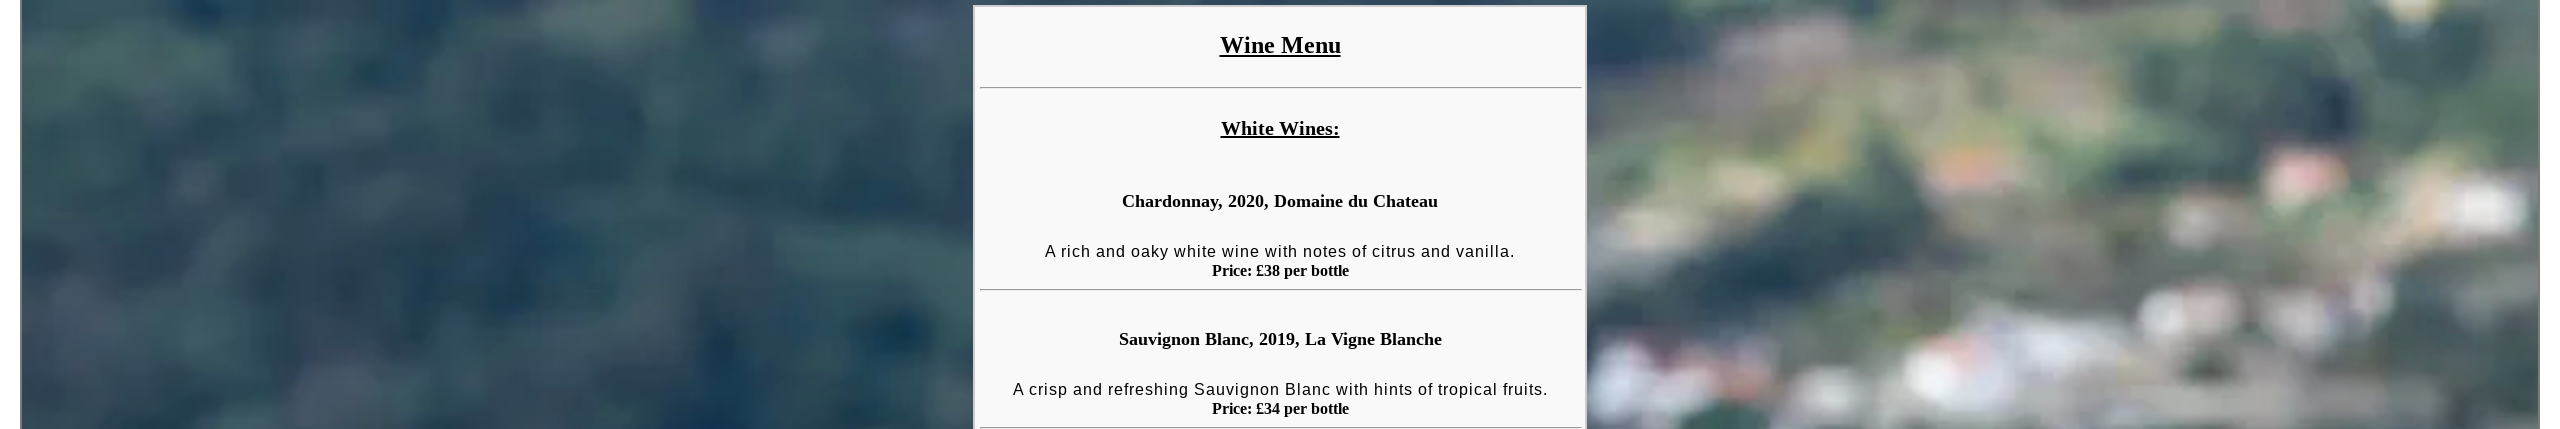 Wine Menu
White Wines:
Chardonnay, 2020, Domaine du Chateau
A rich and oaky white wine with notes of citrus and vanilla.
Price: £38 per bottle
Sauvignon Blanc, 2019, La Vigne Blanche
A crisp and refreshing Sauvignon Blanc with hints of tropical fruits.
Price: £34 per bottle